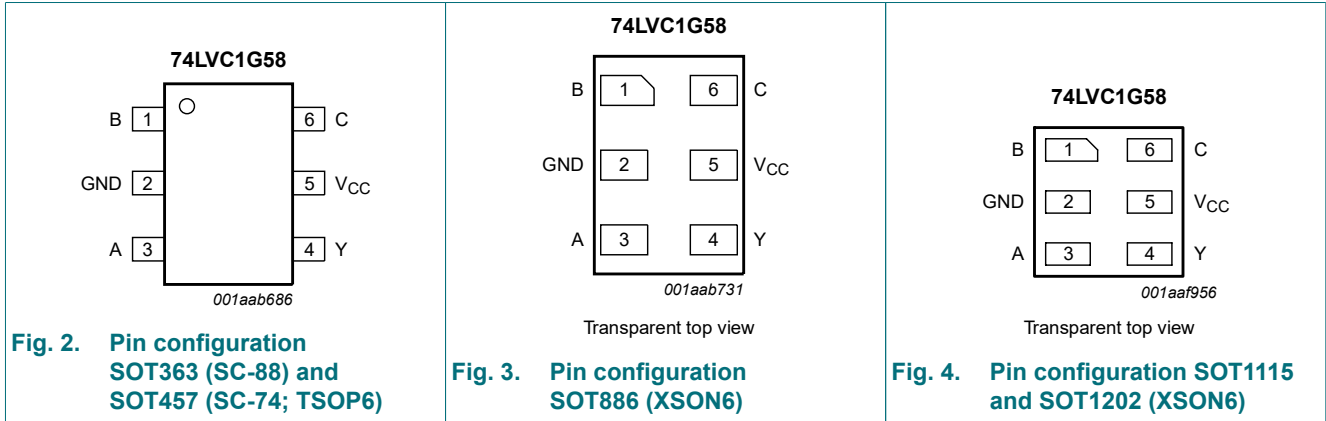 74LVC1G58
B 1 6 C
GND 2 5 VCC
A 3 4 Y
001aab686
Fig. 2. Pin configuration
SOT363 (SC-88) and
SOT457 (SC-74; TSOP6)
74LVC1G58
B 1 6 C
GND 2 5 VCC
A 3 4 Y
001aab731
Transparent top view
Fig. 3. Pin configuration
SOT886 (XSON6)
74LVC1G58
B 1 6 C
GND 2 5 VCC
A 3 4 Y
001aaf956
Transparent top view
Fig. 4. Pin configuration SOT1115
and SOT1202 (XSON6)